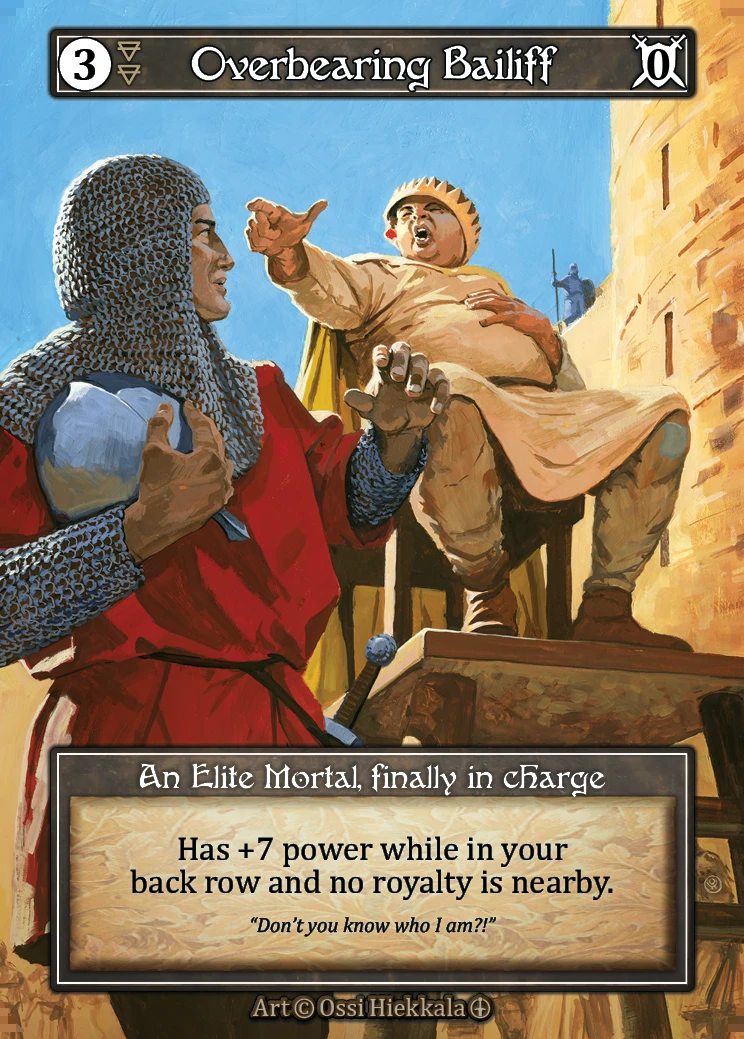 3 Overbearing Bailiff 0
An Elite Mortal, finally in charge
Has +7 power while in your
back row and no royalty is nearby.
“Don’t you know who I am?!”
Art © Ossi Hiekkala